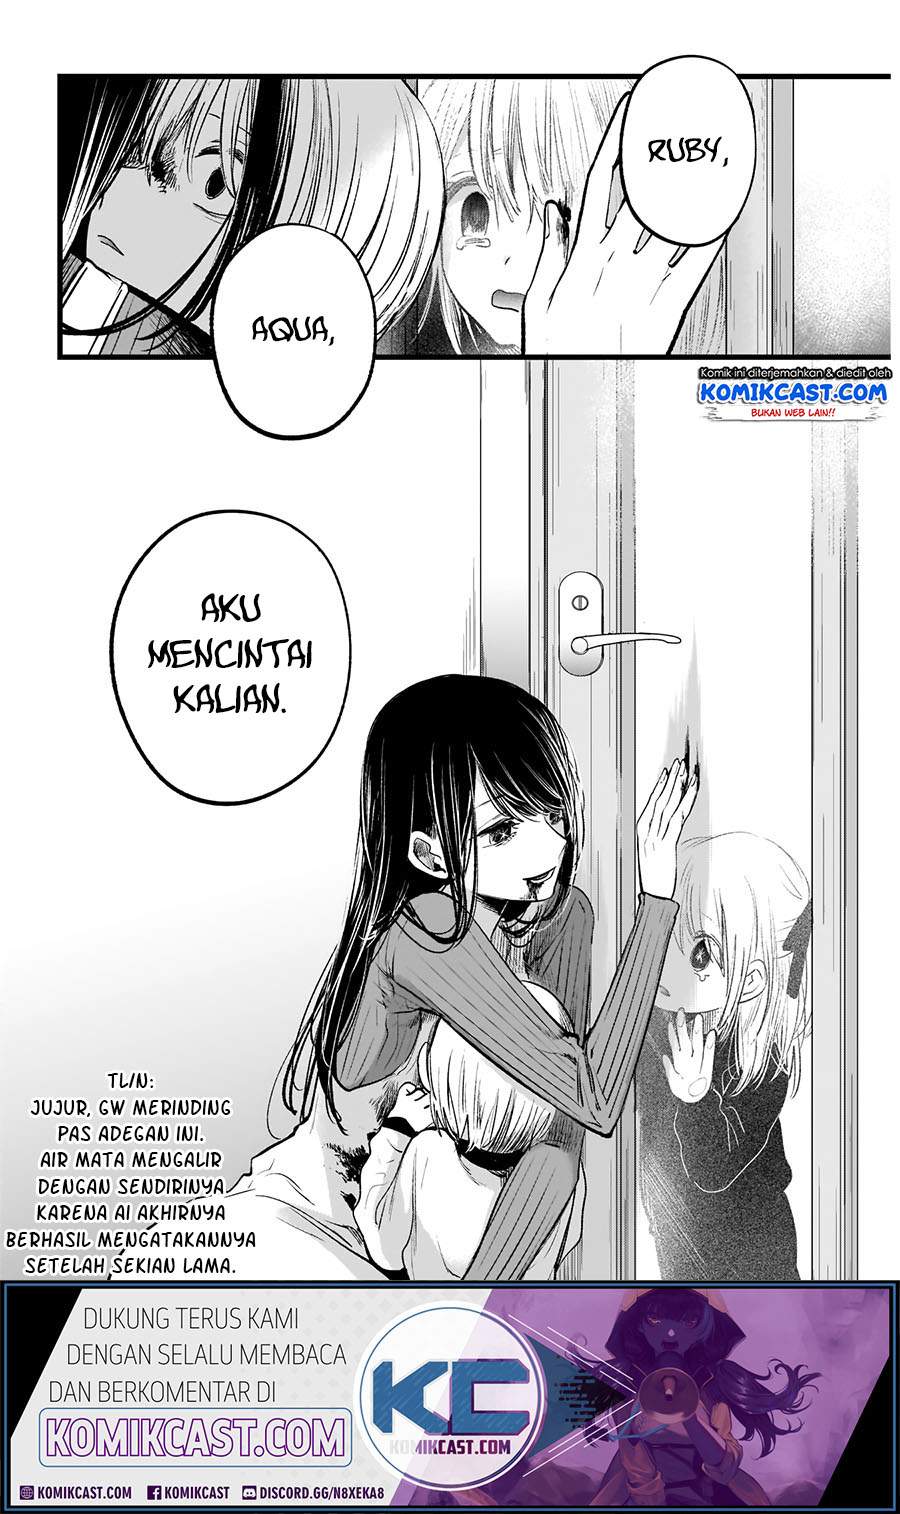 RUBY,
AQUA,
Komik ini diterjemahkan & diedit oleh
KOMIKCAST.COM
BUKAN WEB LAIN!!
AKU
MENCINTAI
KALIAN.
TL/N:
JUJUR, GW MERINDING
PAS ADEGAN INI.
AIR MATA MENGALIR
DENGAN SENDIRINYA
KARENA AI AKHIRNYA
BERHASIL MENGATAKANNYA
SETELAH SEKIAN LAMA.
DUKUNG TERUS KAMI
DENGAN SELALU MEMBACA
DAN BERKOMENTAR DI
KOMIKCAST.COM
KC
KOMIKCAST.COM
KOMIKCAST.COM
KOMIKCAST
DISCORD.GG/N8XEKA8